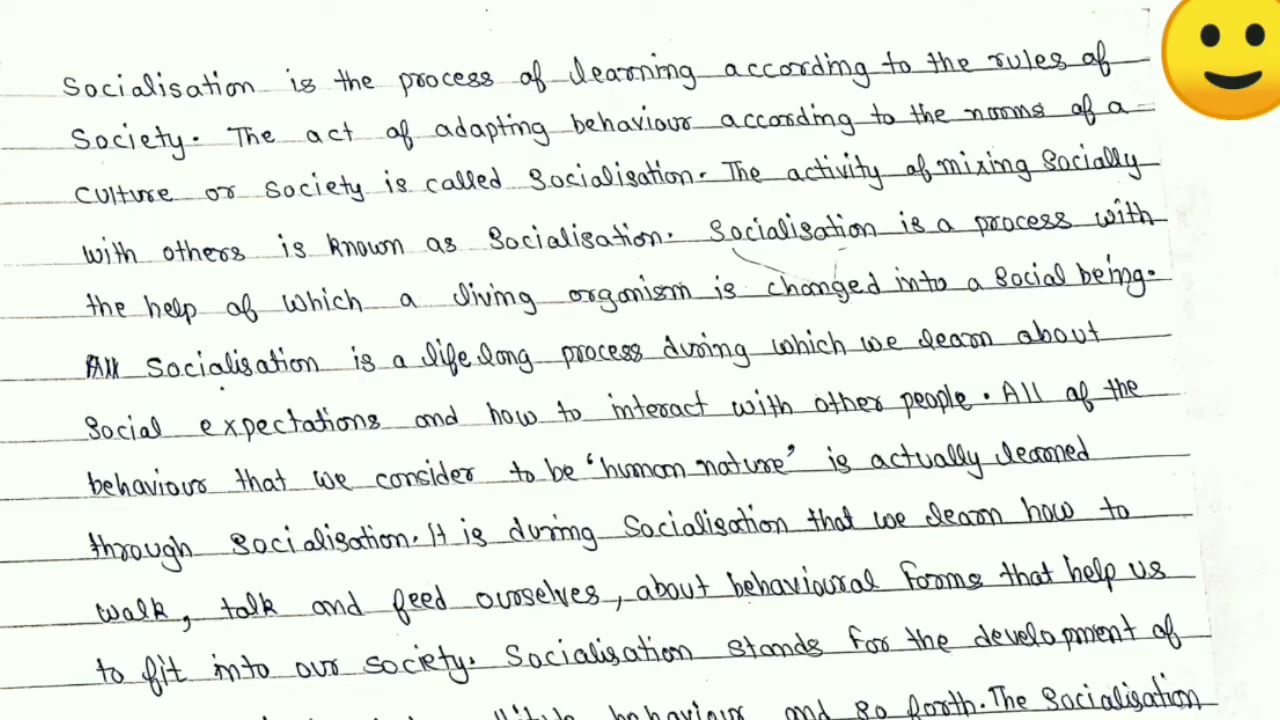 Socialisation is the process of learning according to the rules of
Society. The act of adapting behaviour according to the norms of a
culture or society is called Socialisation. The activity of mixing Socially
with others is known as Socialisation. Socialisation is a process with
the help of which a living organism is changed into a social being.
All Socialisation is a life long process during which we learn about
Social expectations and how to interact with other people. All of the
behaviour that we consider to be 'human nature' is actually learned
through socialisation. It is during Socialisation that we learn how to
walk, talk and feed ourselves, about behavioural forms that help us
to fit into our society. Socialisation stands for the development of
behaviour and so forth. The Socialisation